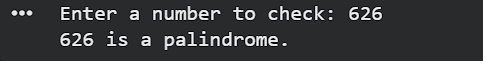 Enter a number to check: 626
626 is a palindrome.